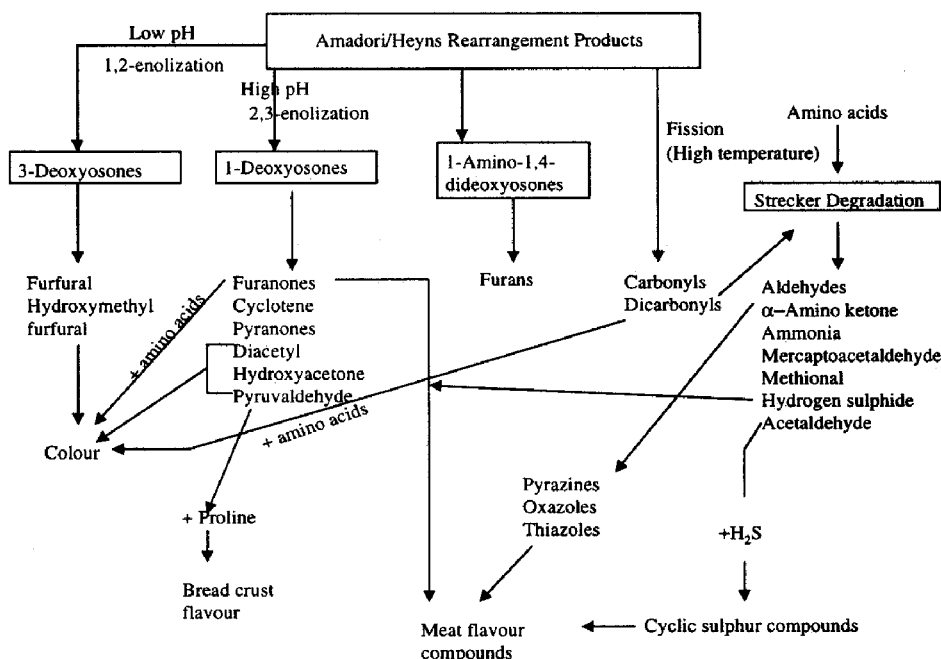 Low pH
1,2-enolization
Amadori/Heyns Rearrangement Products
High pH
2,3-enolization
Fission
(High temperature)
Amino acids
3-Deoxyosones
1-Deoxyosones
1-Amino-1,4-
dideoxyosones
Strecker Degradation
Furfural
Hydroxymethyl
furfural
+ amino acids
Furanones
Cyclotene
Pyranones
Diacetyl
Hydroxyacetone
Pyruvaldehyde
Furans
Carbonyls
Dicarbonyls
Aldehydes
α−Amino ketone
Ammonia
Mercaptoacetaldehyde
Methional
Hydrogen sulphide
Acetaldehyde
Colour
+ amino acids
+ Proline
Bread crust
flavour
Pyrazines
Oxazoles
Thiazoles
+H₂S
Meat flavour
compounds
Cyclic sulphur compounds